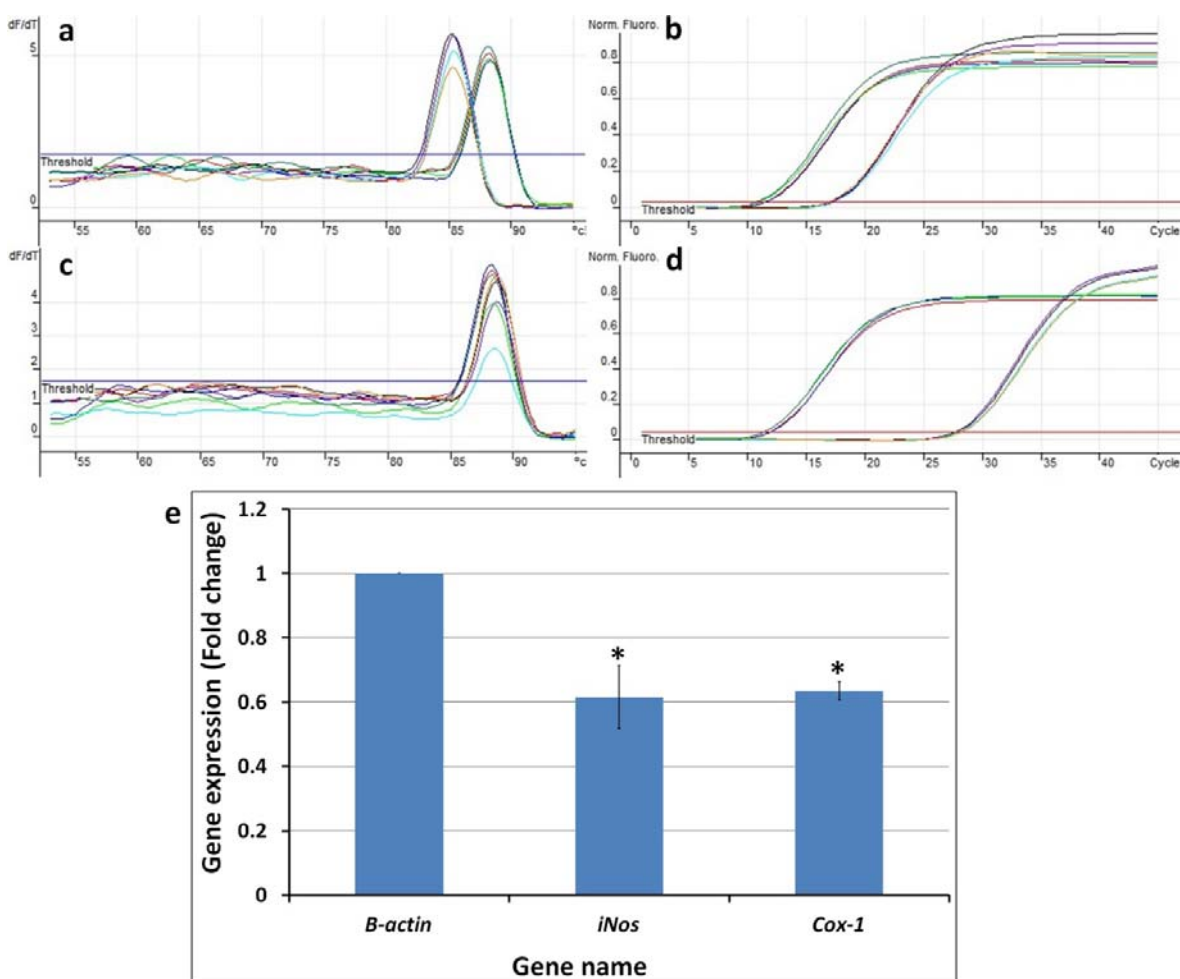 dF/dT
a
5
Threshold
0
55 60 65 70 75 80 85 90 °c
Norm. Fluoro.
b
0.8
0.6
0.4
0.2
0
Threshold
0 5 10 15 20 25 30 35 40 Cycle
dF/dT
c
4
3
2
Threshold
1
0
55 60 65 70 75 80 85 90 °c
Norm. Fluoro.
d
0.8
0.6
0.4
0.2
0
Threshold
0 5 10 15 20 25 30 35 40 Cycle
e
Gene expression (Fold change)
1.2
1
0.8
0.6
0.4
0.2
0
* *
B-actin iNos Cox-1
Gene name